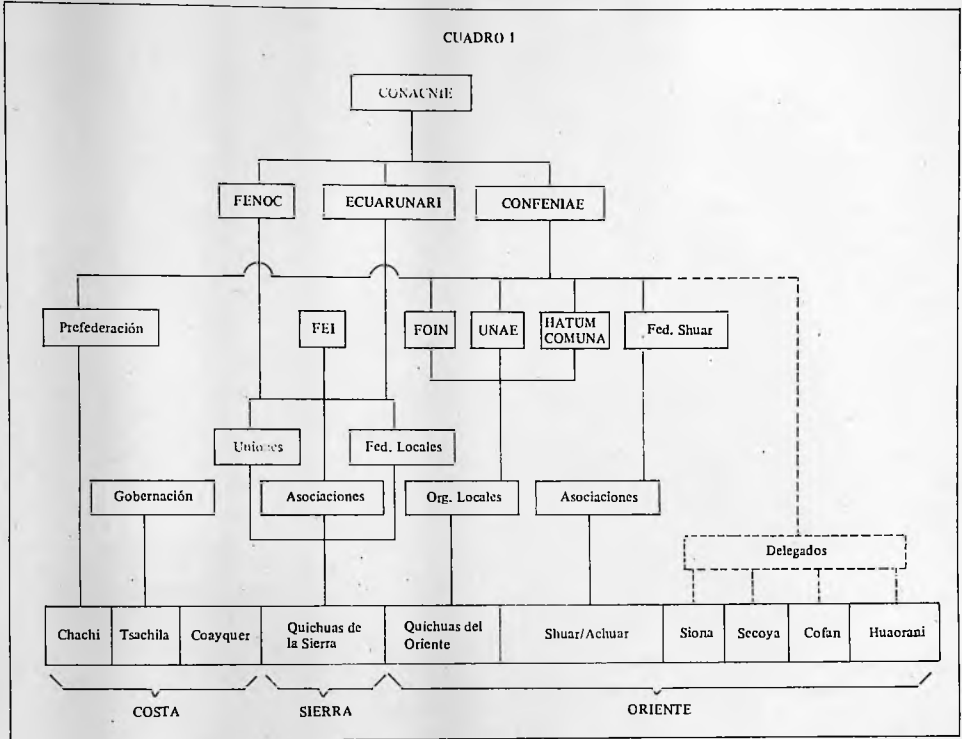 CUADRO 1
CONACNIE
FENOC
ECUARUNARI
CONFENIAE
Prefederación
FEI
FOIN
UNAE
HATUM
COMUNA
Fed. Shuar
Uniones
Fed. Locales
Gobernación
Asociaciones
Org. Locales
Asociaciones
Delegados
Chachi
Tsachila
Coayquer
Quichuas de
la Sierra
Quichuas del
Oriente
Shuar/Achuar
Siona
Secoya
Cofan
Huaorani
COSTA
SIERRA
ORIENTE